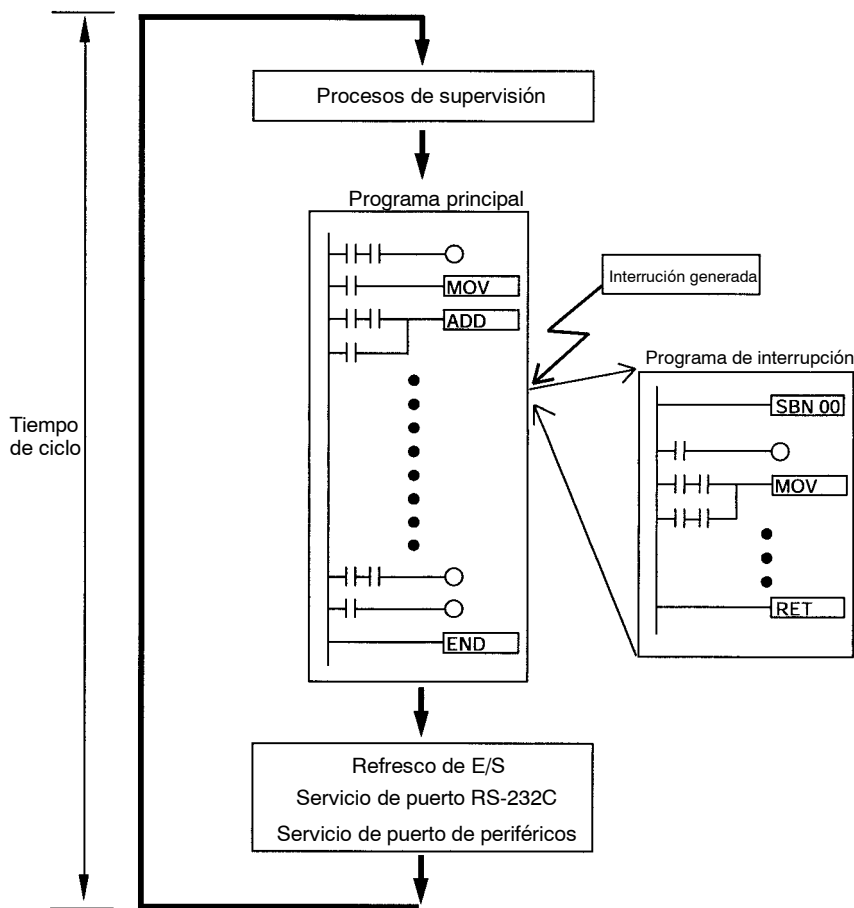 Procesos de supervisión
Programa principal
MOV
ADD
END
Interrución generada
Programa de interrupción
SBN 00
MOV
RET
Tiempo
de ciclo
Refresco de E/S
Servicio de puerto RS-232C
Servicio de puerto de periféricos